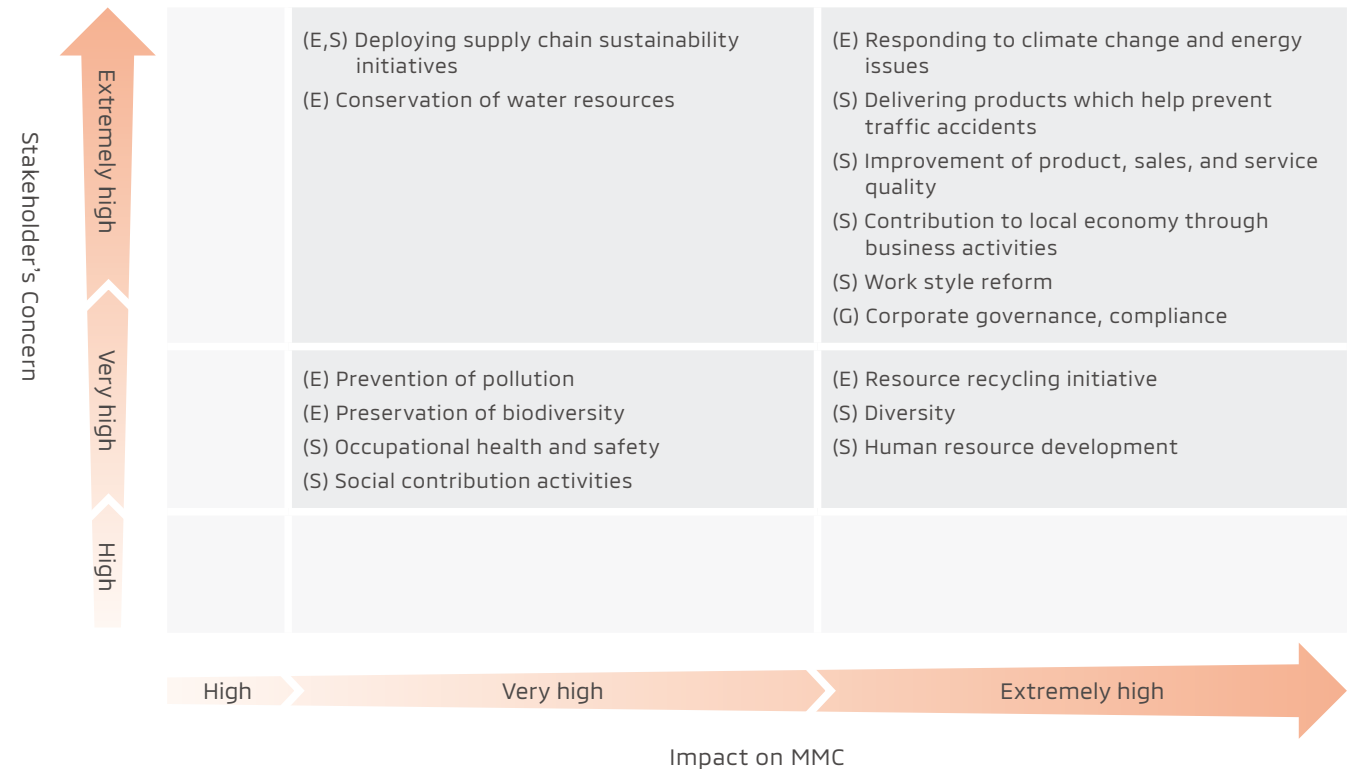 Stakeholder’s Concern
Extremely high
Very high
High
(E,S) Deploying supply chain sustainability
initiatives
(E) Conservation of water resources
(E) Responding to climate change and energy
issues
(S) Delivering products which help prevent
traffic accidents
(S) Improvement of product, sales, and service
quality
(S) Contribution to local economy through
business activities
(S) Work style reform
(G) Corporate governance, compliance
(E) Prevention of pollution
(E) Preservation of biodiversity
(S) Occupational health and safety
(S) Social contribution activities
(E) Resource recycling initiative
(S) Diversity
(S) Human resource development
High
Very high
Extremely high
Impact on MMC